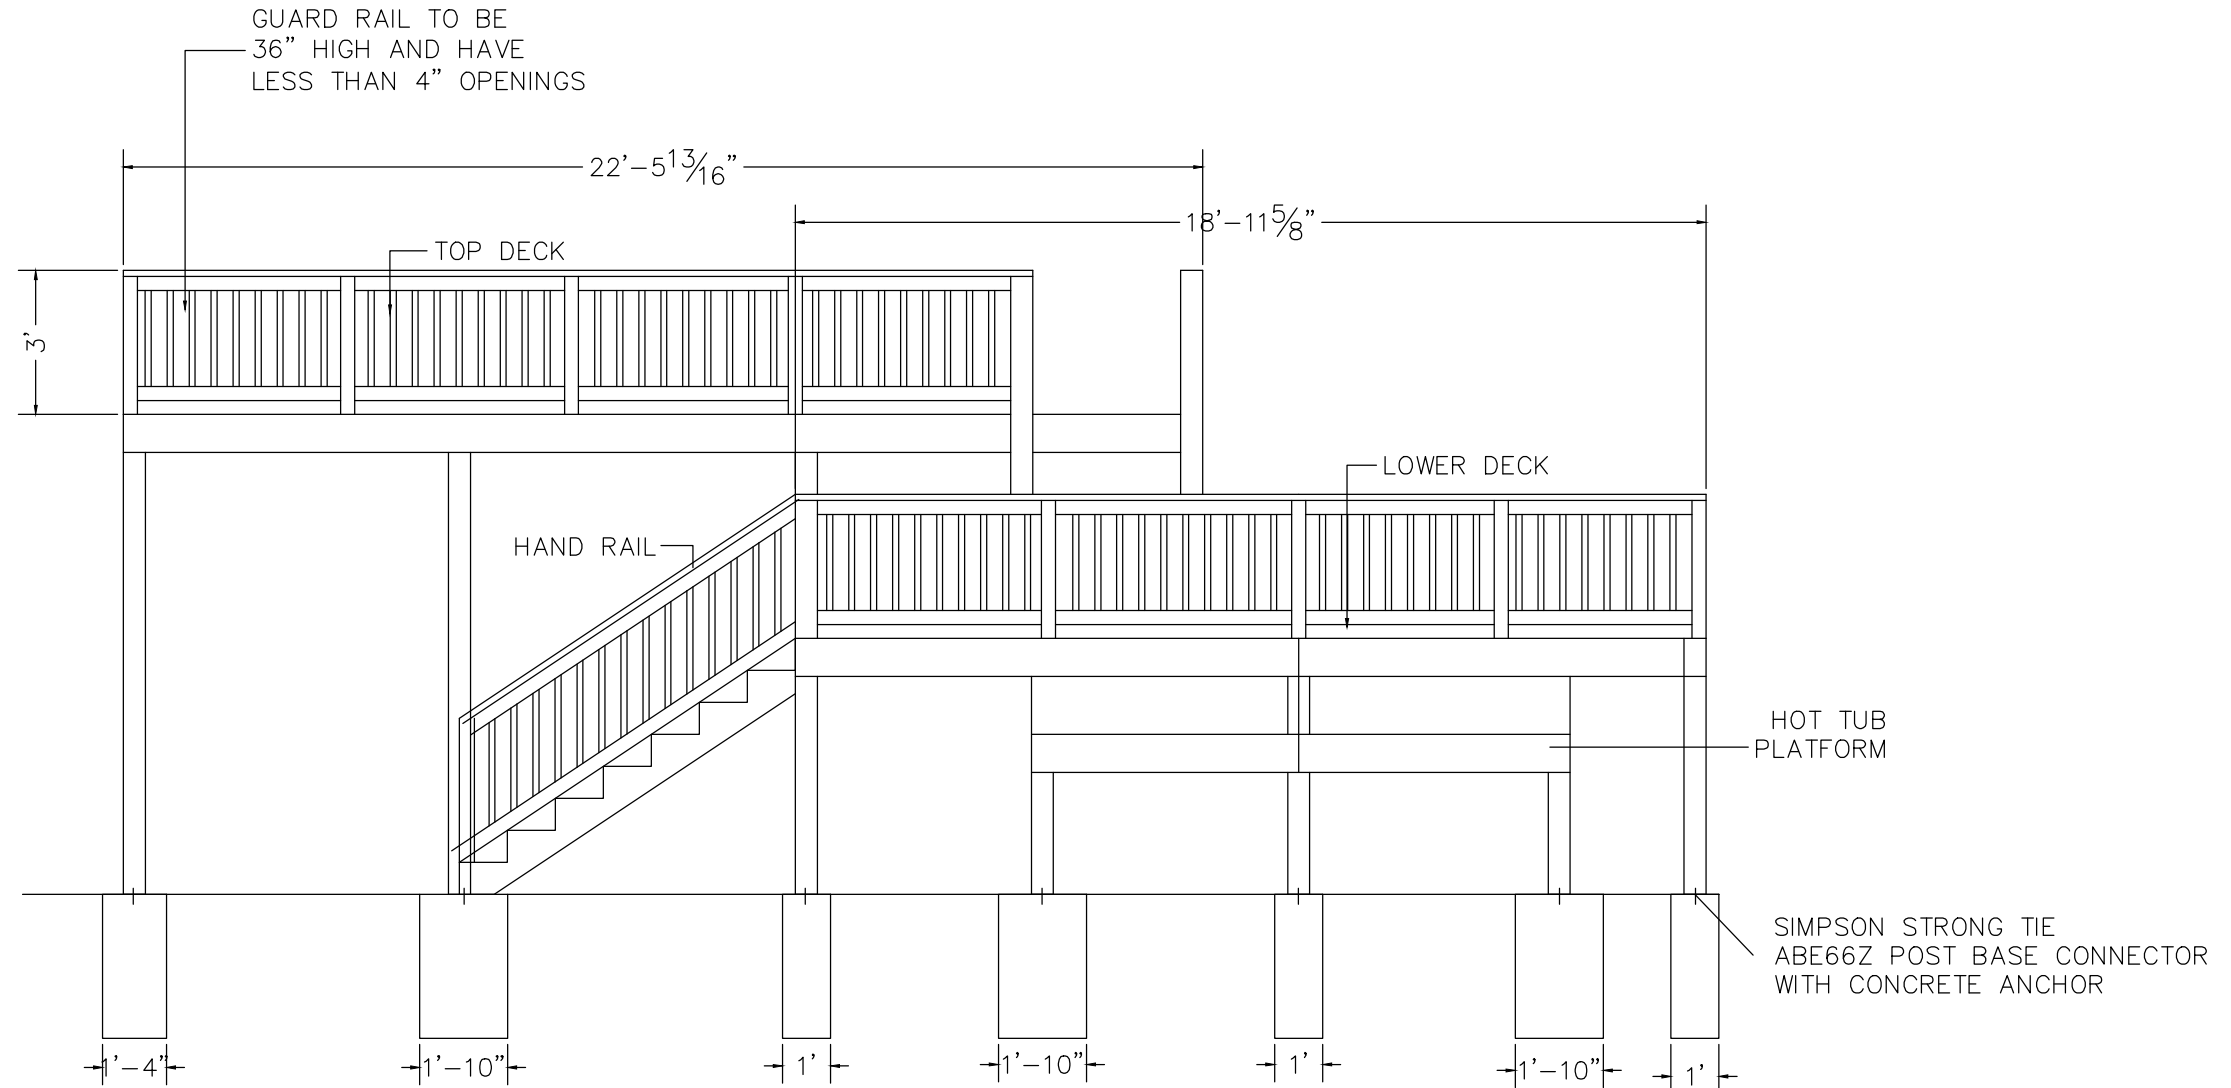 GUARD RAIL TO BE
36” HIGH AND HAVE
LESS THAN 4” OPENINGS
22’-5 13/16”
18’-11 5/8”
TOP DECK
3’
LOWER DECK
HAND RAIL
HOT TUB
PLATFORM
SIMPSON STRONG TIE
ABE66Z POST BASE CONNECTOR
WITH CONCRETE ANCHOR
1’-4”
1’-10”
1’
1’-10”
1’
1’-10”
1’